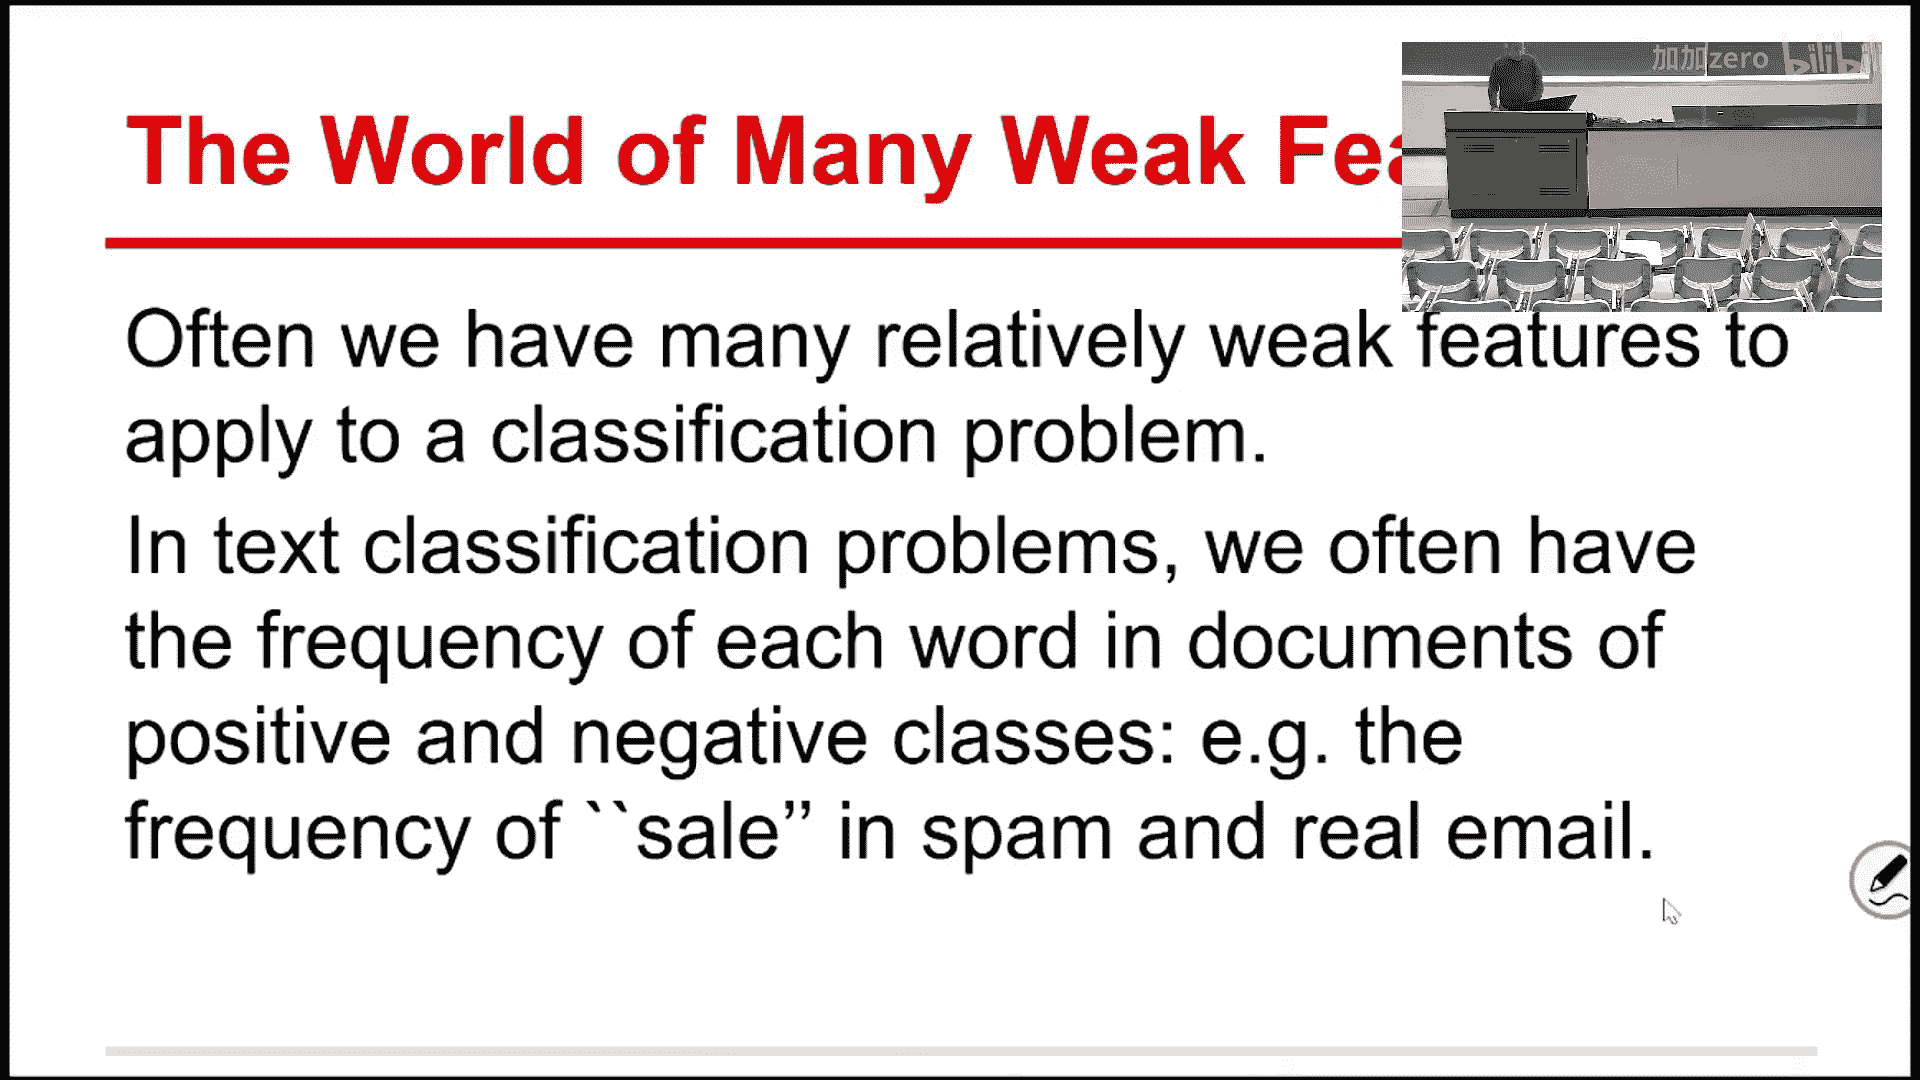 The World of Many Weak Fea
加加zero bilibili
Often we have many relatively weak features to
apply to a classification problem.
In text classification problems, we often have
the frequency of each word in documents of
positive and negative classes: e.g. the
frequency of ``sale’’ in spam and real email.